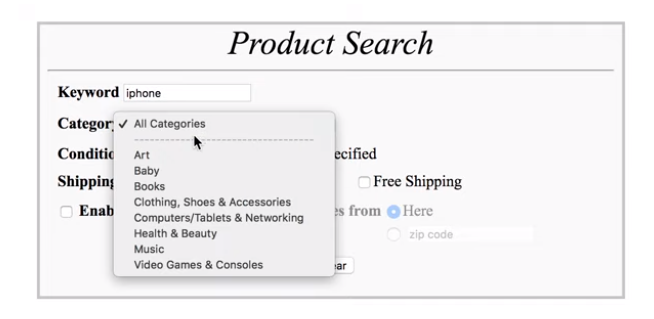 Product Search
Keyword iphone
Categor ✓ All Categories
Conditio ecified
Art
Baby
Shipping Free Shipping
Books
Clothing, Shoes & Accessories
Enab es from Here
Computers/Tablets & Networking
Health & Beauty
zip code
Music
Video Games & Consoles
ar